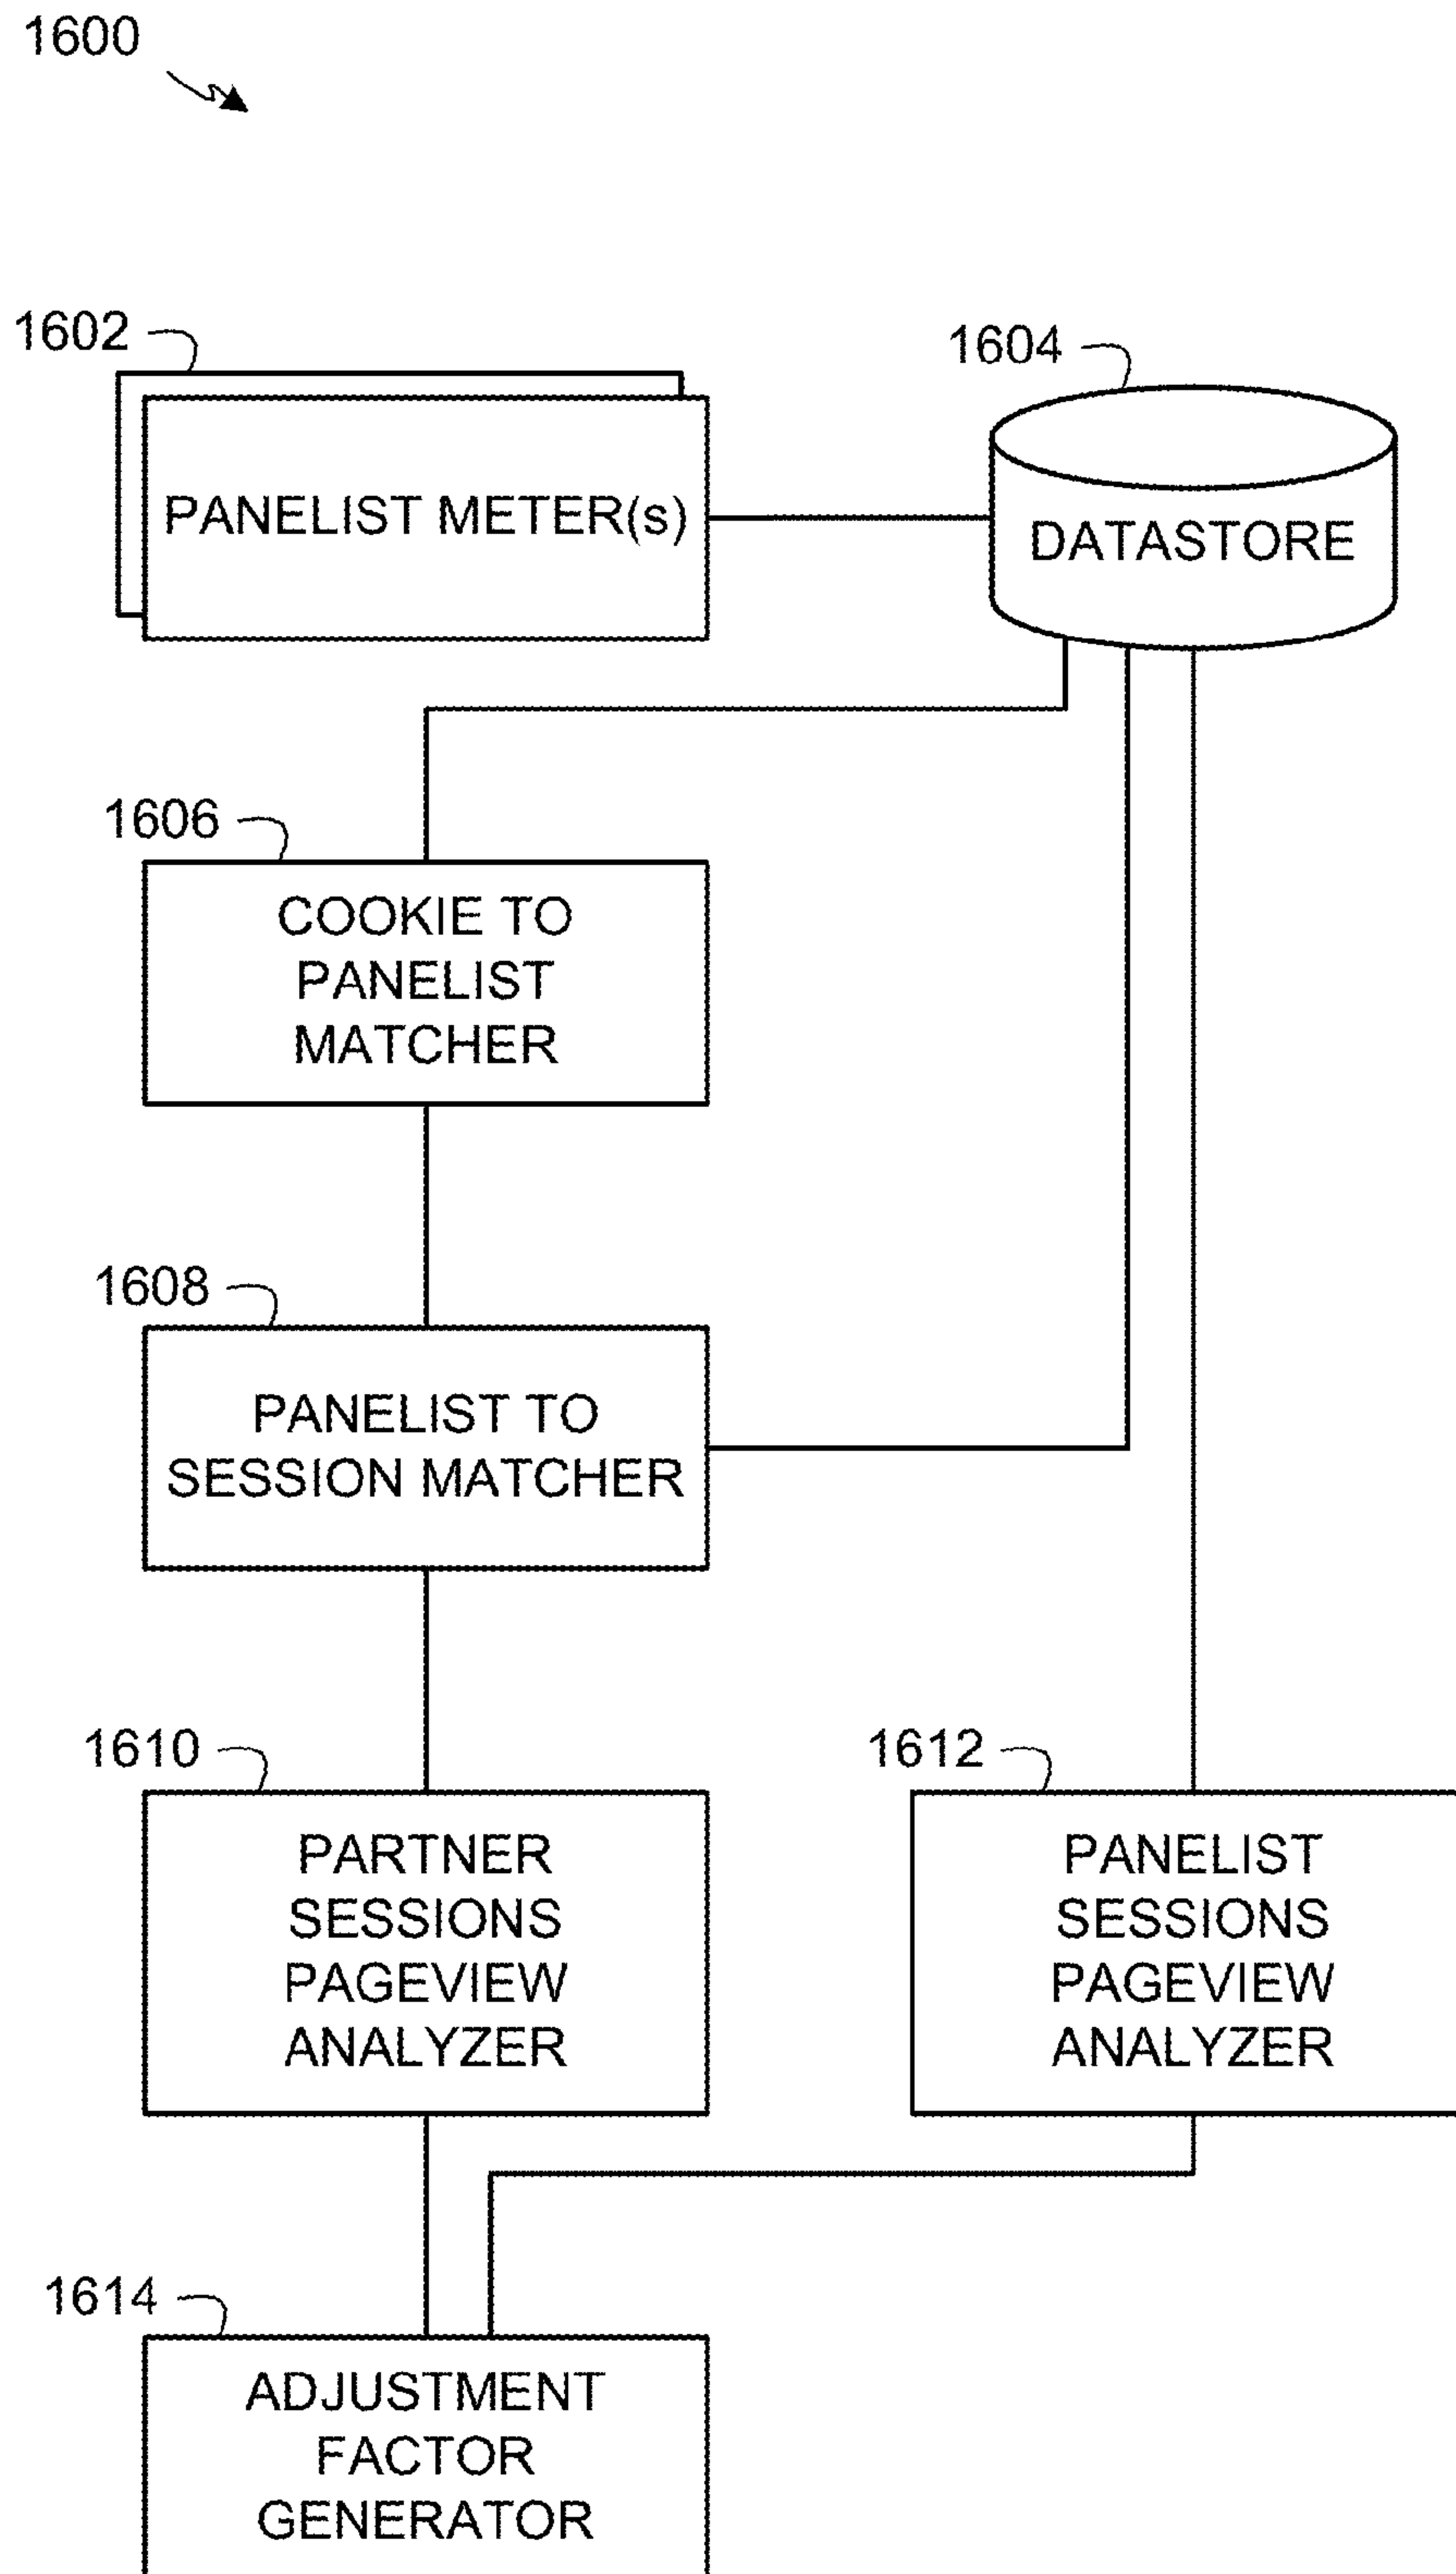 1600
1602
PANELIST METER(s)
1604
DATASTORE
1606
COOKIE TO
PANELIST
MATCHER
1608
PANELIST TO
SESSION MATCHER
1610
PARTNER
SESSIONS
PAGEVIEW
ANALYZER
1612
PANELIST
SESSIONS
PAGEVIEW
ANALYZER
1614
ADJUSTMENT
FACTOR
GENERATOR